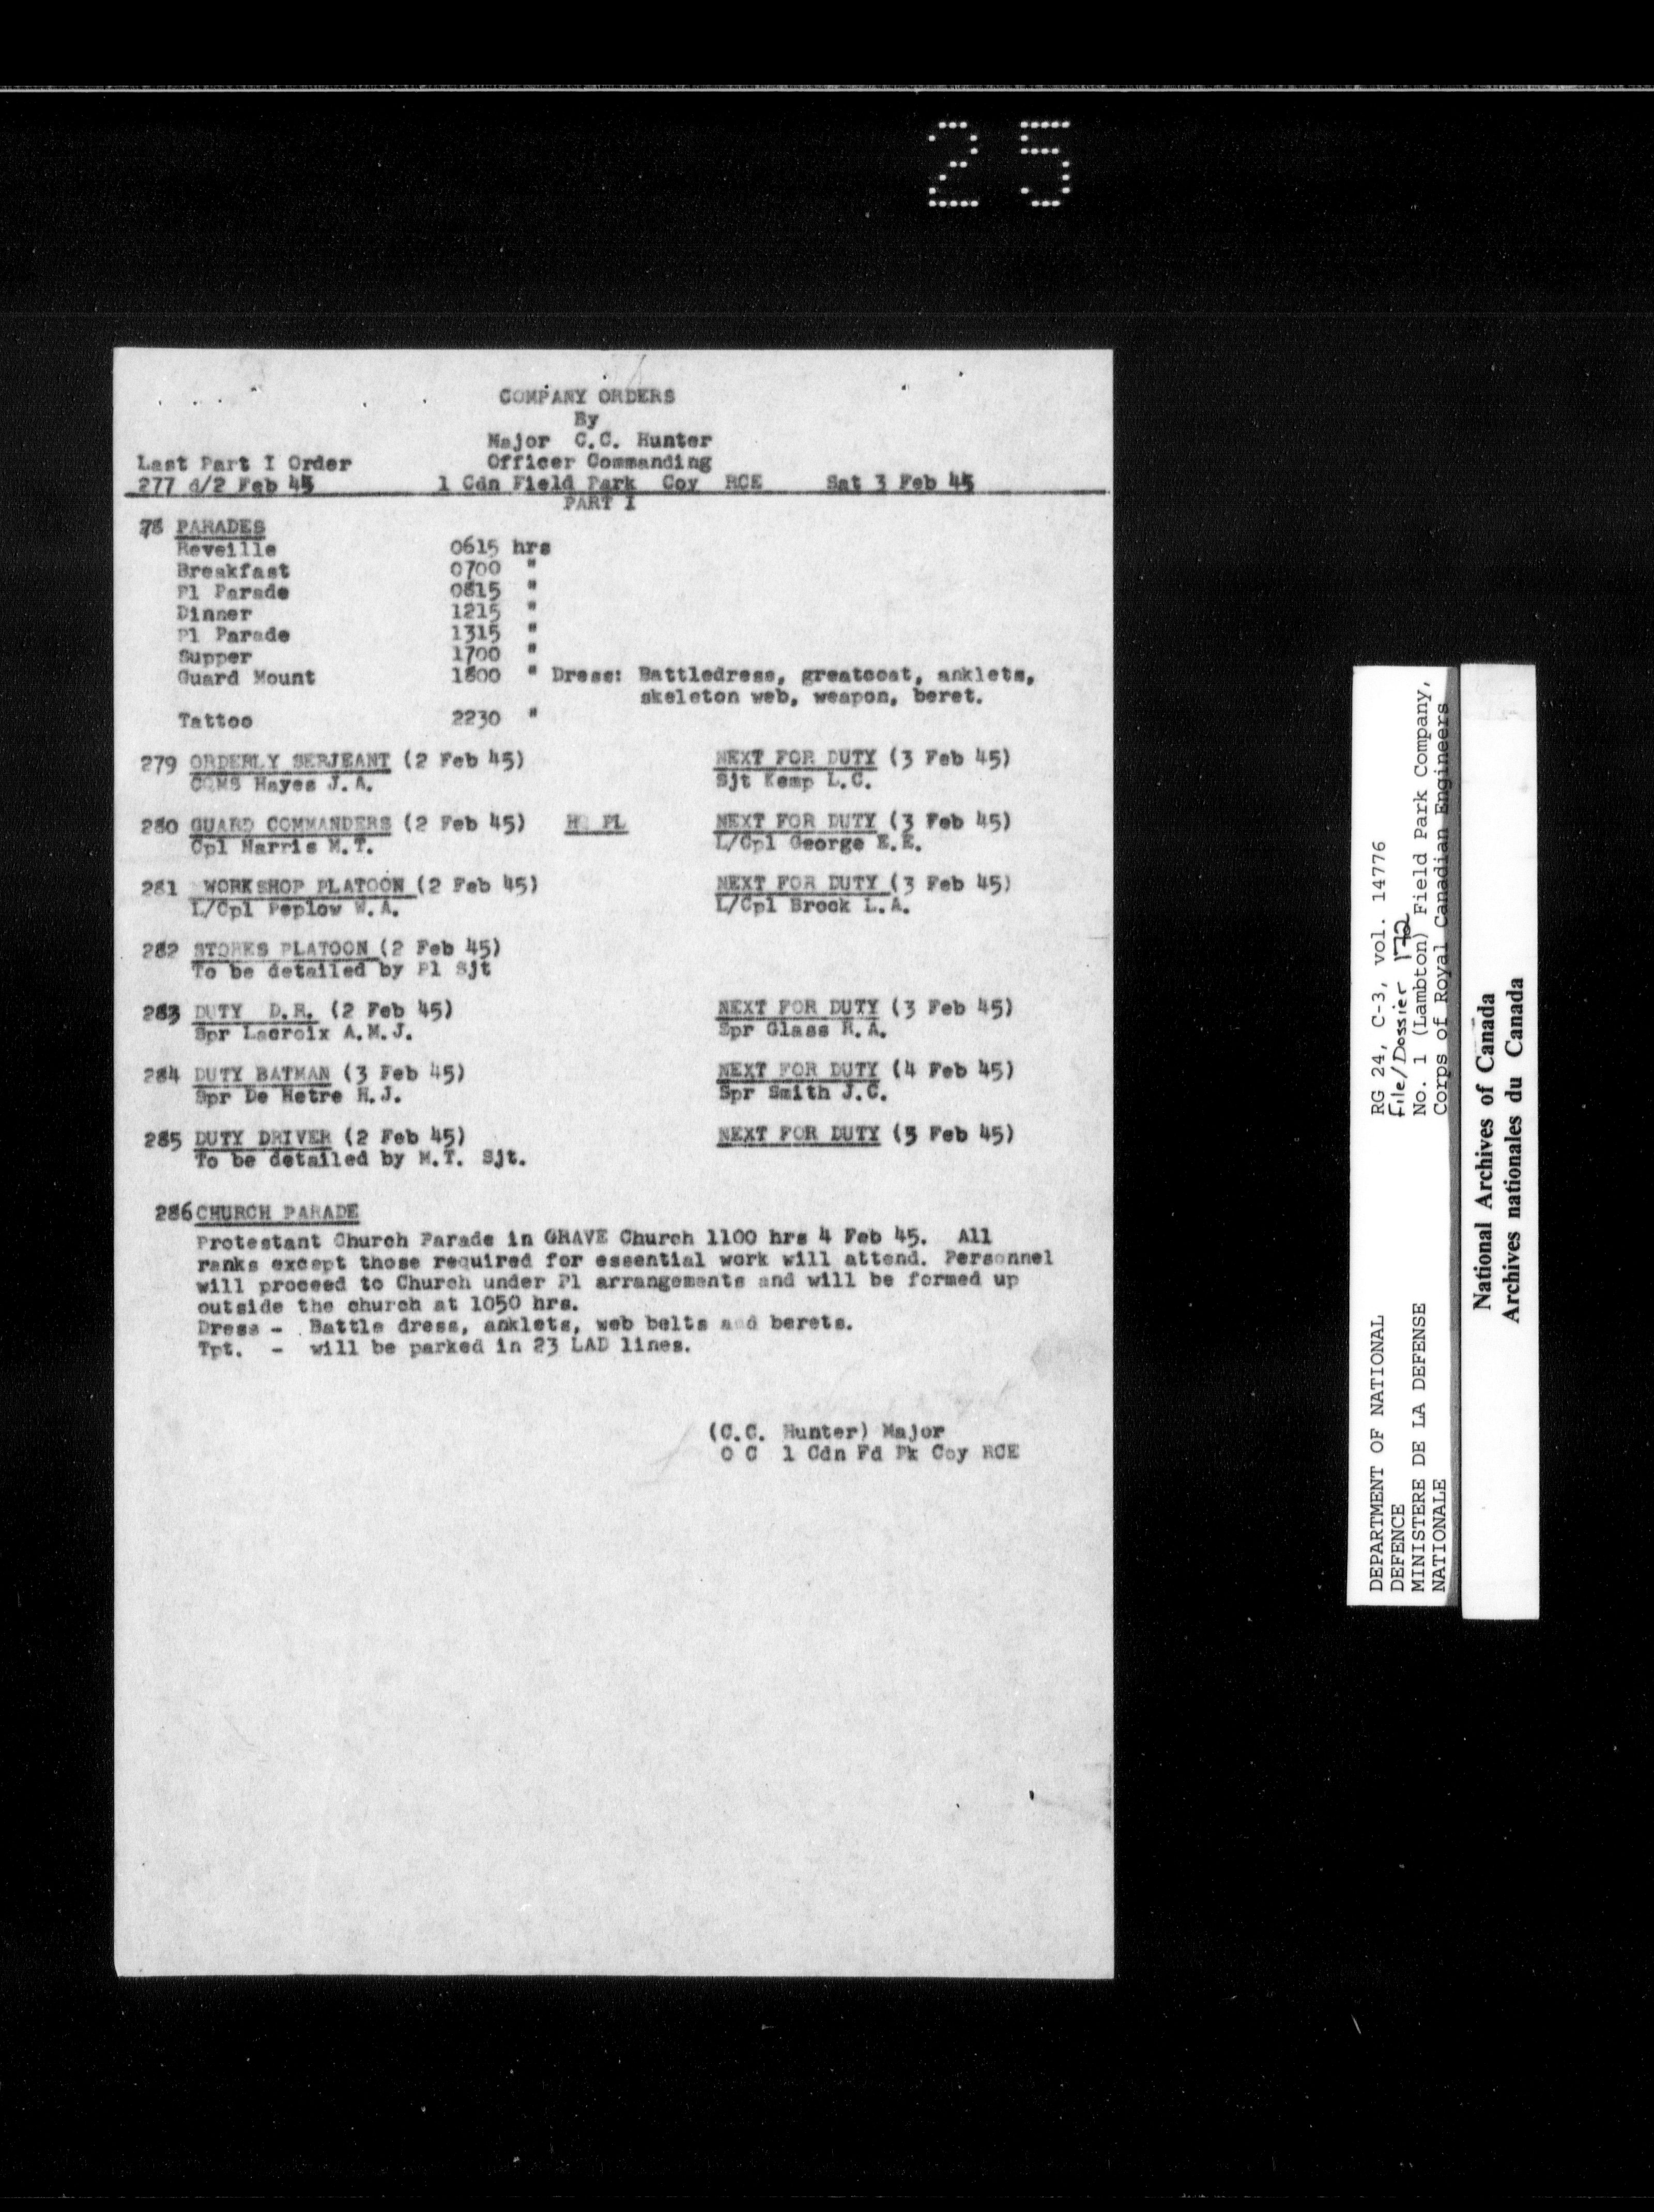 25
COMPANY ORDERS
By
Major C.C. Hunter
Last Part I Order Officer Commanding
277 d/2 Feb 45 1 Cdn Field Park Coy RCE Sat 3 Feb 45
PART I
78 PARADES
Reveille 0615 hrs
Breakfast 0700 "
Pl Parade 0815 "
Dinner 1215 "
Pl Parade 1315 "
Supper 1700 "
Guard Mount 1800 " Dress: Battledress, greatcoat, anklets,
skeleton web, weapon, beret.
Tattoo 2230 "
279 ORDERLY SERJEANT (2 Feb 45) NEXT FOR DUTY (3 Feb 45)
CQMS Hayes J.A. Sjt Kemp L.C.
280 GUARD COMMANDERS (2 Feb 45) HQ PL NEXT FOR DUTY (3 Feb 45)
Cpl Harris M.T. L/Cpl George E.E.
281 WORKSHOP PLATOON (2 Feb 45) NEXT FOR DUTY (3 Feb 45)
L/Cpl Peplow W.A. L/Cpl Brook L.A.
282 STORES PLATOON (2 Feb 45)
To be detailed by Pl Sjt
283 DUTY D.R. (2 Feb 45) NEXT FOR DUTY (3 Feb 45)
Spr Lacroix A.M.J. Spr Glass R.A.
284 DUTY BATMAN (3 Feb 45) NEXT FOR DUTY (4 Feb 45)
Spr De Hetre H.J. Spr Smith J.C.
285 DUTY DRIVER (2 Feb 45) NEXT FOR DUTY (3 Feb 45)
To be detailed by M.T. Sjt.
286 CHURCH PARADE
Protestant Church Parade in GRAVE Church 1100 hrs 4 Feb 45. All
ranks except those required for essential work will attend. Personnel
will proceed to Church under Pl arrangements and will be formed up
outside the church at 1050 hrs.
Dress - Battle dress, anklets, web belts and berets.
Tpt. - will be parked in 23 LAD lines.
(C.C. Hunter) Major
O C 1 Cdn Fd Pk Coy RCE
DEPARTMENT OF NATIONAL
DEFENCE
MINISTERE DE LA DEFENSE
NATIONALE
RG 24, C-3, vol. 14776
File/Dossier 172
No. 1 (Lambton) Field Park Company,
Corps of Royal Canadian Engineers
National Archives of Canada
Archives nationales du Canada